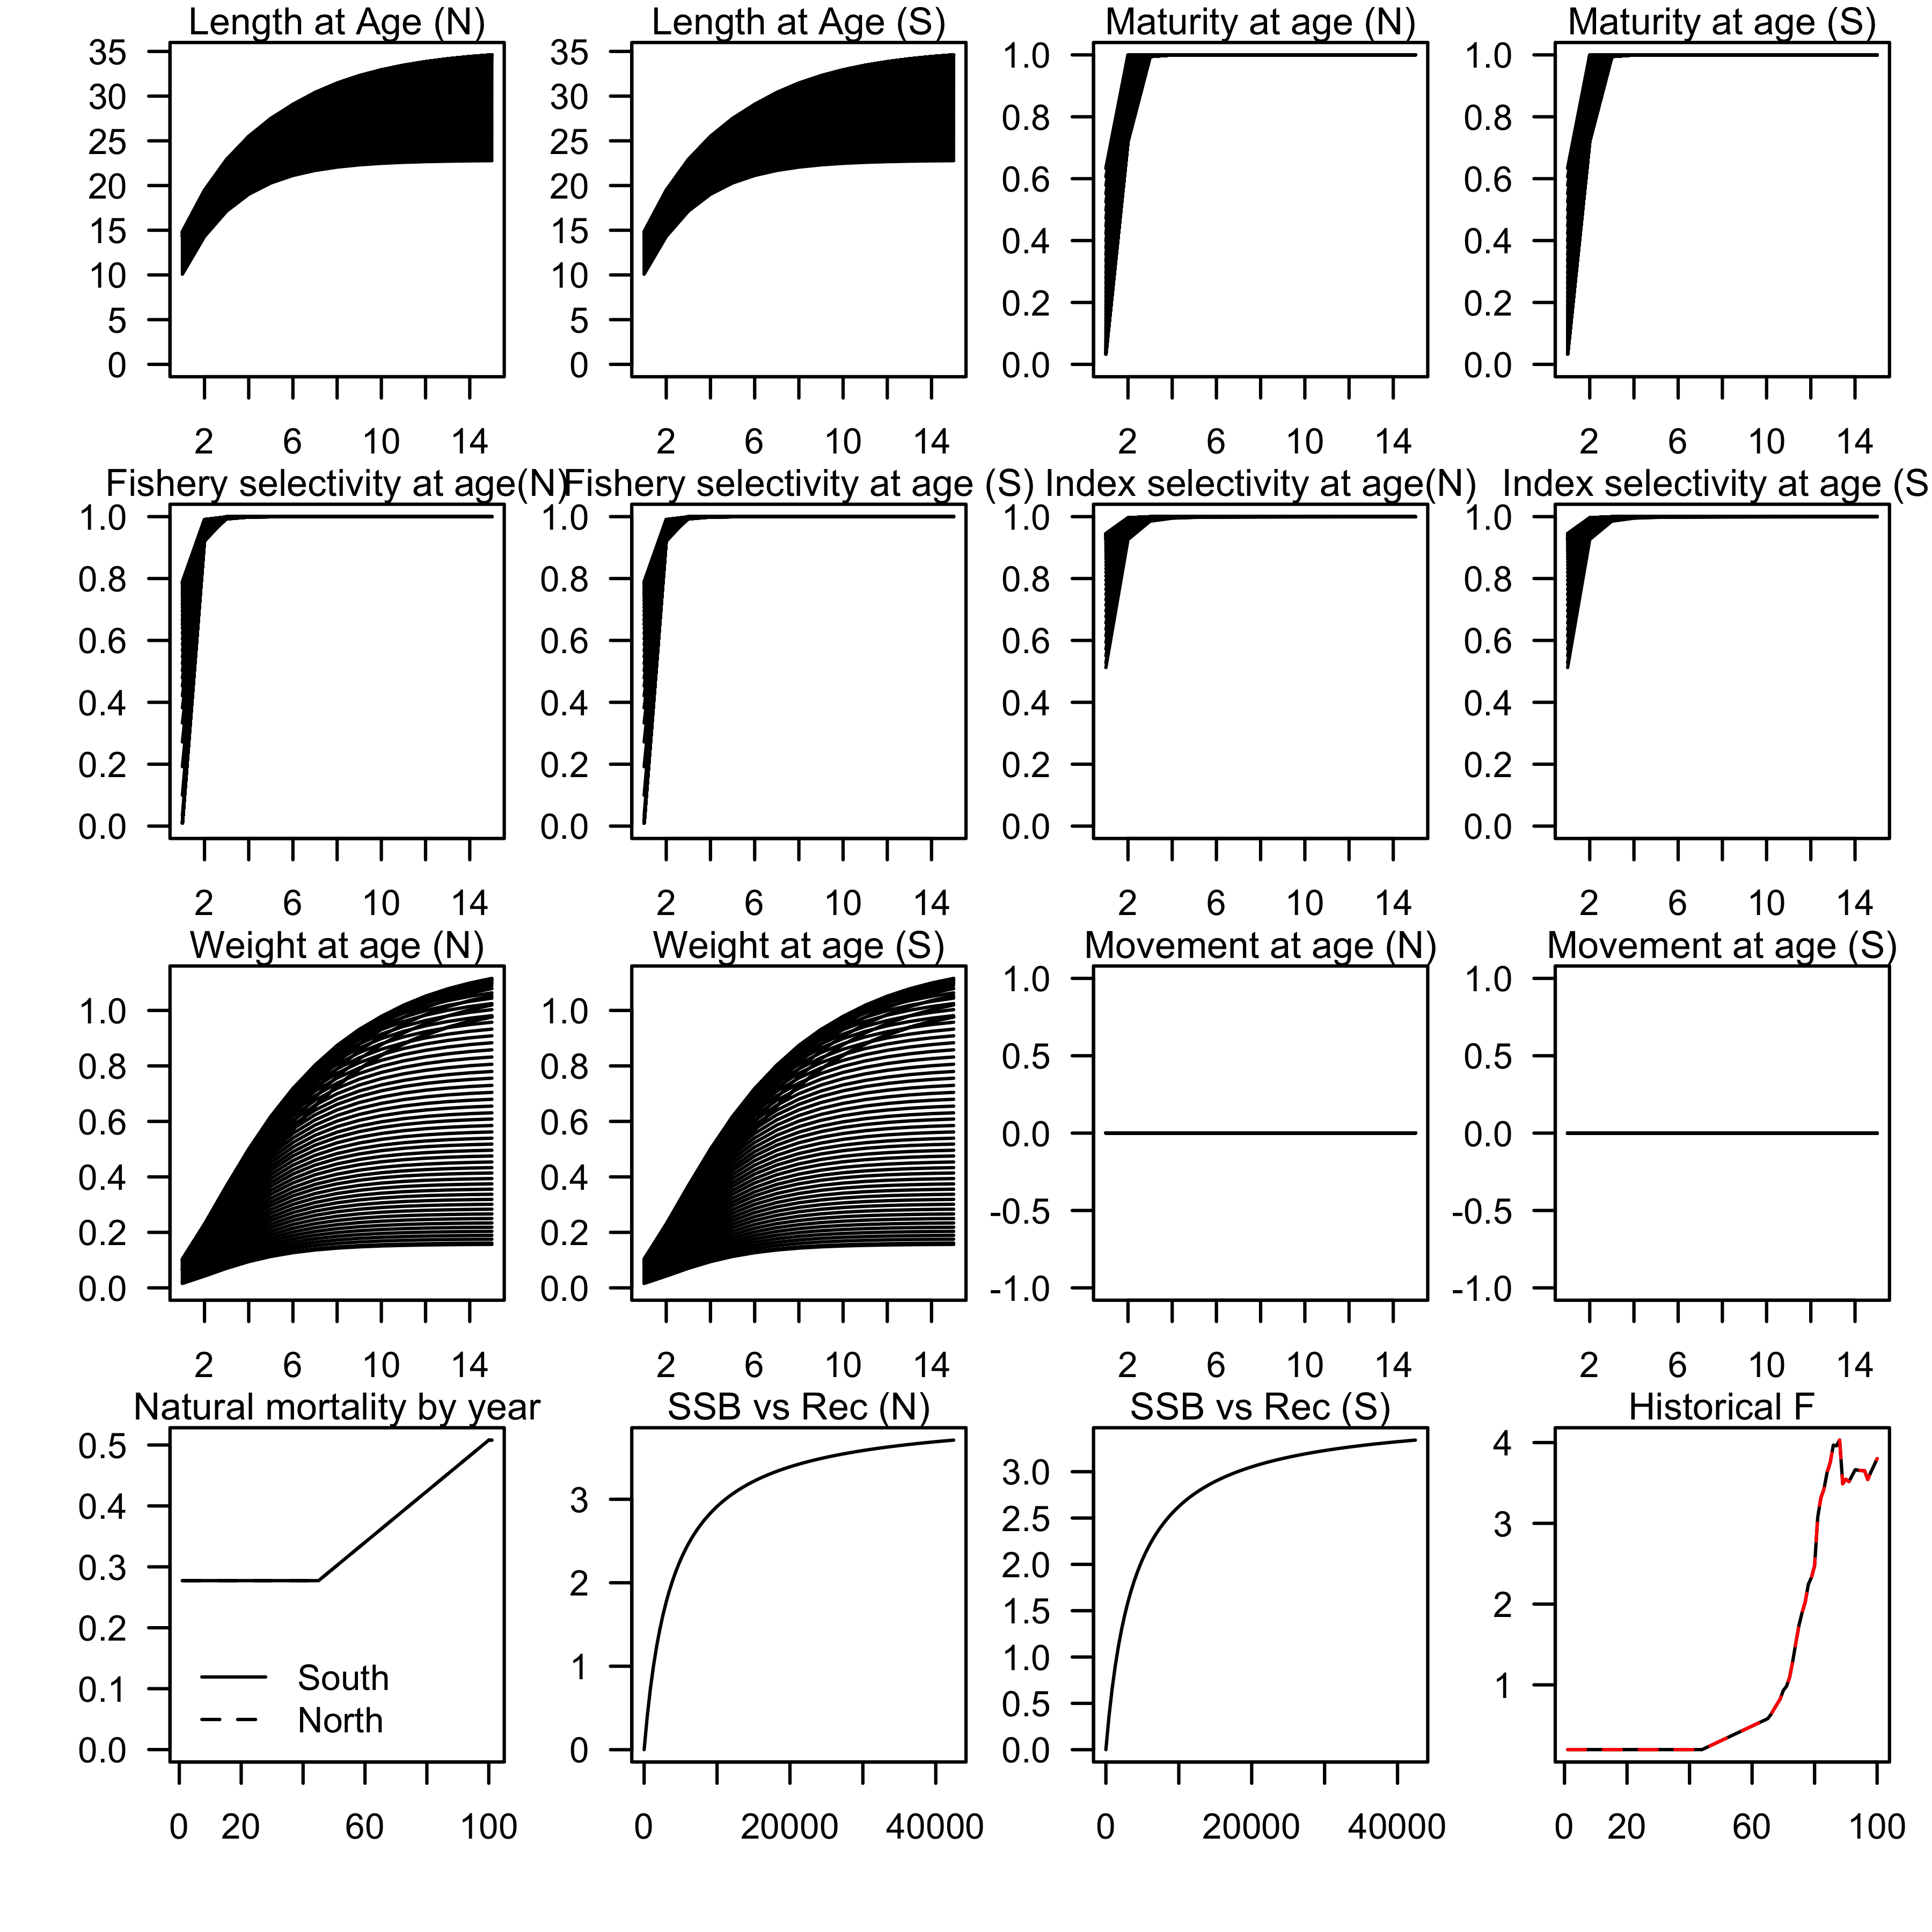 Length at Age (N)
Length at Age (S)
Maturity at age (N)
Maturity at age (S)
35
30
25
20
15
10
5
0
2 6 10 14
35
30
25
20
15
10
5
0
2 6 10 14
1.0
0.8
0.6
0.4
0.2
0.0
2 6 10 14
1.0
0.8
0.6
0.4
0.2
0.0
2 6 10 14
Fishery selectivity at age(N)
Fishery selectivity at age (S)
Index selectivity at age(N)
Index selectivity at age (S
1.0
0.8
0.6
0.4
0.2
0.0
2 6 10 14
1.0
0.8
0.6
0.4
0.2
0.0
2 6 10 14
1.0
0.8
0.6
0.4
0.2
0.0
2 6 10 14
1.0
0.8
0.6
0.4
0.2
0.0
2 6 10 14
Weight at age (N)
Weight at age (S)
Movement at age (N)
Movement at age (S)
1.0
0.8
0.6
0.4
0.2
0.0
2 6 10 14
1.0
0.8
0.6
0.4
0.2
0.0
2 6 10 14
1.0
0.5
0.0
-0.5
-1.0
2 6 10 14
1.0
0.5
0.0
-0.5
-1.0
2 6 10 14
Natural mortality by year
SSB vs Rec (N)
SSB vs Rec (S)
Historical F
0.5
0.4
0.3
0.2
0.1
0.0
South
North
0 20 60 100
3
2
1
0
0 20000 40000
3.0
2.5
2.0
1.5
1.0
0.5
0.0
0 20000 40000
4
3
2
1
0 20 60 100